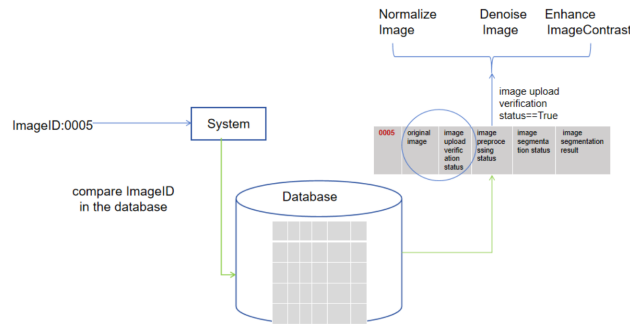 Normalize Image
Denoise Image
Enhance ImageContrast
image upload
verification
status==True
ImageID:0005
System
0005
original image
image upload verific ation status
image preproce ssing status
image segmenta tion status
image segmentation result
compare ImageID
in the database
Database